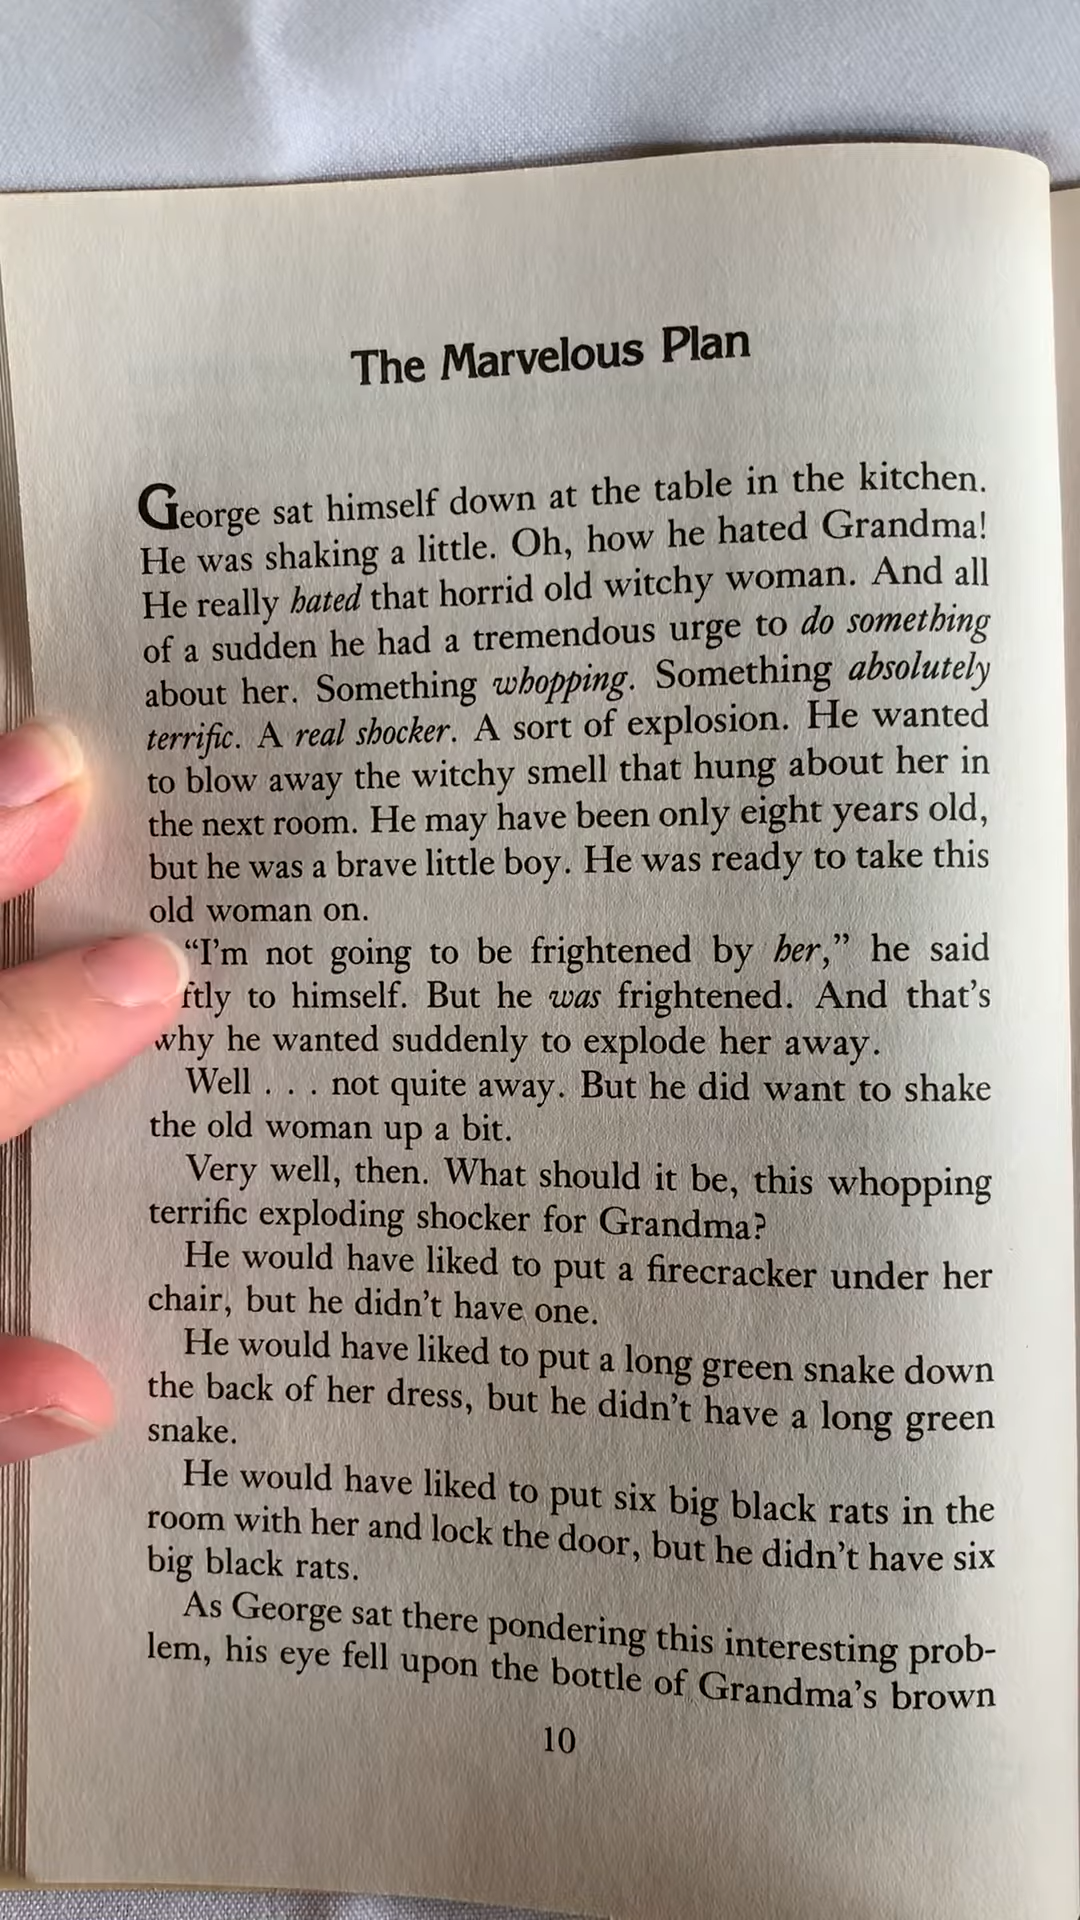 The Marvelous Plan
George sat himself down at the table in the kitchen.
He was shaking a little. Oh, how he hated Grandma!
He really hated that horrid old witchy woman. And all
of a sudden he had a tremendous urge to do something
about her. Something whopping. Something absolutely
terrific. A real shocker. A sort of explosion. He wanted
to blow away the witchy smell that hung about her in
the next room. He may have been only eight years old,
but he was a brave little boy. He was ready to take this
old woman on.
“I’m not going to be frightened by her,” he said
ftly to himself. But he was frightened. And that’s
why he wanted suddenly to explode her away.
Well . . . not quite away. But he did want to shake
the old woman up a bit.
Very well, then. What should it be, this whopping
terrific exploding shocker for Grandma?
He would have liked to put a firecracker under her
chair, but he didn’t have one.
He would have liked to put a long green snake down
the back of her dress, but he didn’t have a long green
snake.
He would have liked to put six big black rats in the
room with her and lock the door, but he didn’t have six
big black rats.
As George sat there pondering this interesting prob-
lem, his eye fell upon the bottle of Grandma’s brown
10